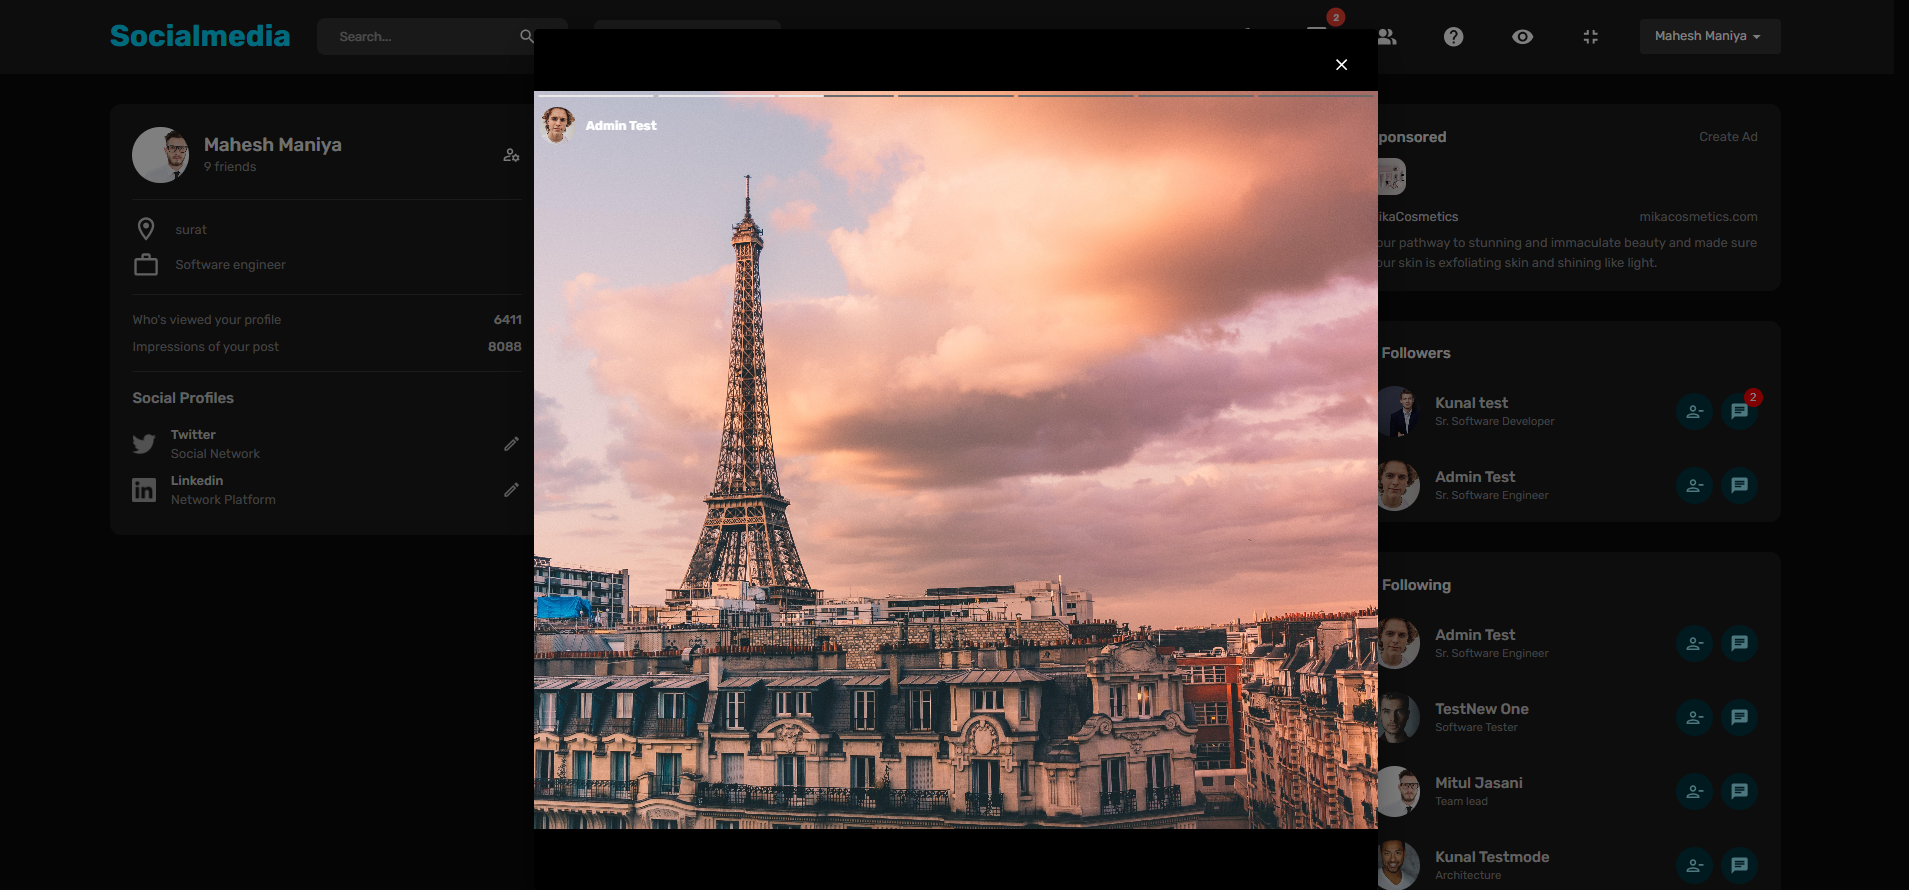 Socialmedia
Search...
2
Mahesh Maniya
Admin Test
Mahesh Maniya
9 friends
surat
Software engineer
Who's viewed your profile 6411
Impressions of your post 8088
Social Profiles
Twitter
Social Network
Linkedin
Network Platform
ponsored Create Ad
ikaCosmetics mikacosmetics.com
our pathway to stunning and immaculate beauty and made sure
our skin is exfoliating skin and shining like light.
Followers
Kunal test
Sr. Software Developer
2
Admin Test
Sr. Software Engineer
Following
Admin Test
Sr. Software Engineer
TestNew One
Software Tester
Mitul Jasani
Team lead
Kunal Testmode
Architecture